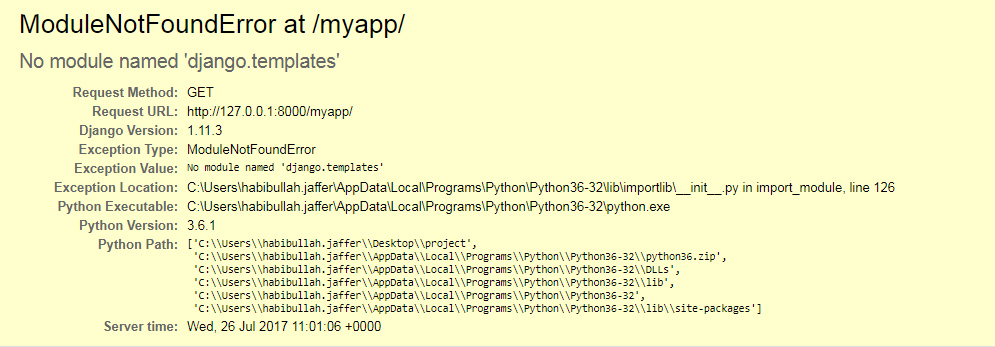 ModuleNotFoundError at /myapp/
No module named 'django.templates'
Request Method: GET
Request URL: http://127.0.0.1:8000/myapp/
Django Version: 1.11.3
Exception Type: ModuleNotFoundError
Exception Value: No module named 'django.templates'
Exception Location: C:\Users\habibullah.jaffer\AppData\Local\Programs\Python\Python36-32\lib\importlib\__init__.py in import_module, line 126
Python Executable: C:\Users\habibullah.jaffer\AppData\Local\Programs\Python\Python36-32\python.exe
Python Version: 3.6.1
Python Path: ['C:\\Users\\habibullah.jaffer\\Desktop\\project',
'C:\\Users\\habibullah.jaffer\\AppData\\Local\\Programs\\Python\\Python36-32\\python36.zip',
'C:\\Users\\habibullah.jaffer\\AppData\\Local\\Programs\\Python\\Python36-32\\DLLs',
'C:\\Users\\habibullah.jaffer\\AppData\\Local\\Programs\\Python\\Python36-32\\lib',
'C:\\Users\\habibullah.jaffer\\AppData\\Local\\Programs\\Python\\Python36-32',
'C:\\Users\\habibullah.jaffer\\AppData\\Local\\Programs\\Python\\Python36-32\\lib\\site-packages']
Server time: Wed, 26 Jul 2017 11:01:06 +0000